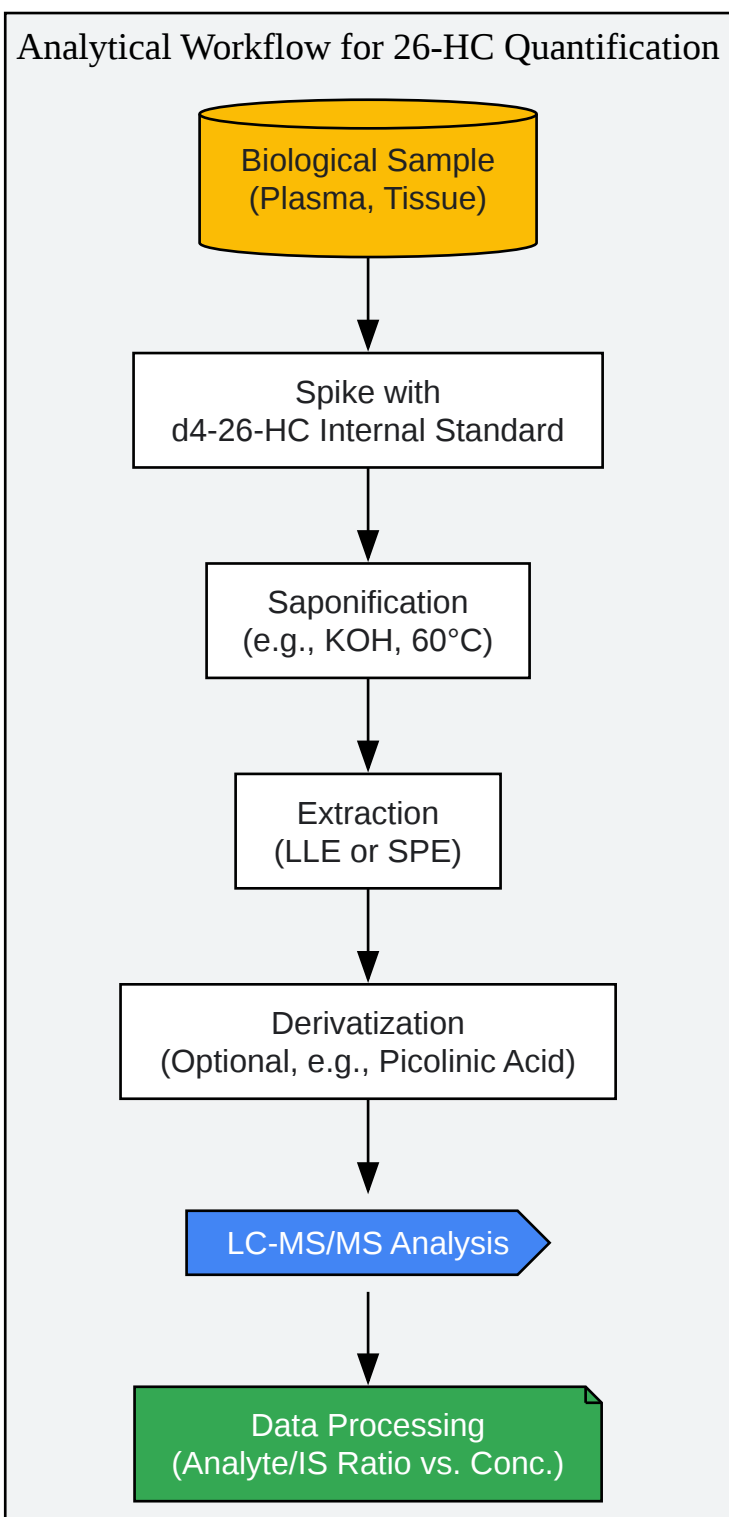 Analytical Workflow for 26-HC Quantification
Biological Sample
(Plasma, Tissue)
Spike with
d4-26-HC Internal Standard
Saponification
(e.g., KOH, 60°C)
Extraction
(LLE or SPE)
Derivatization
(Optional, e.g., Picolinic Acid)
LC-MS/MS Analysis
Data Processing
(Analyte/IS Ratio vs. Conc.)